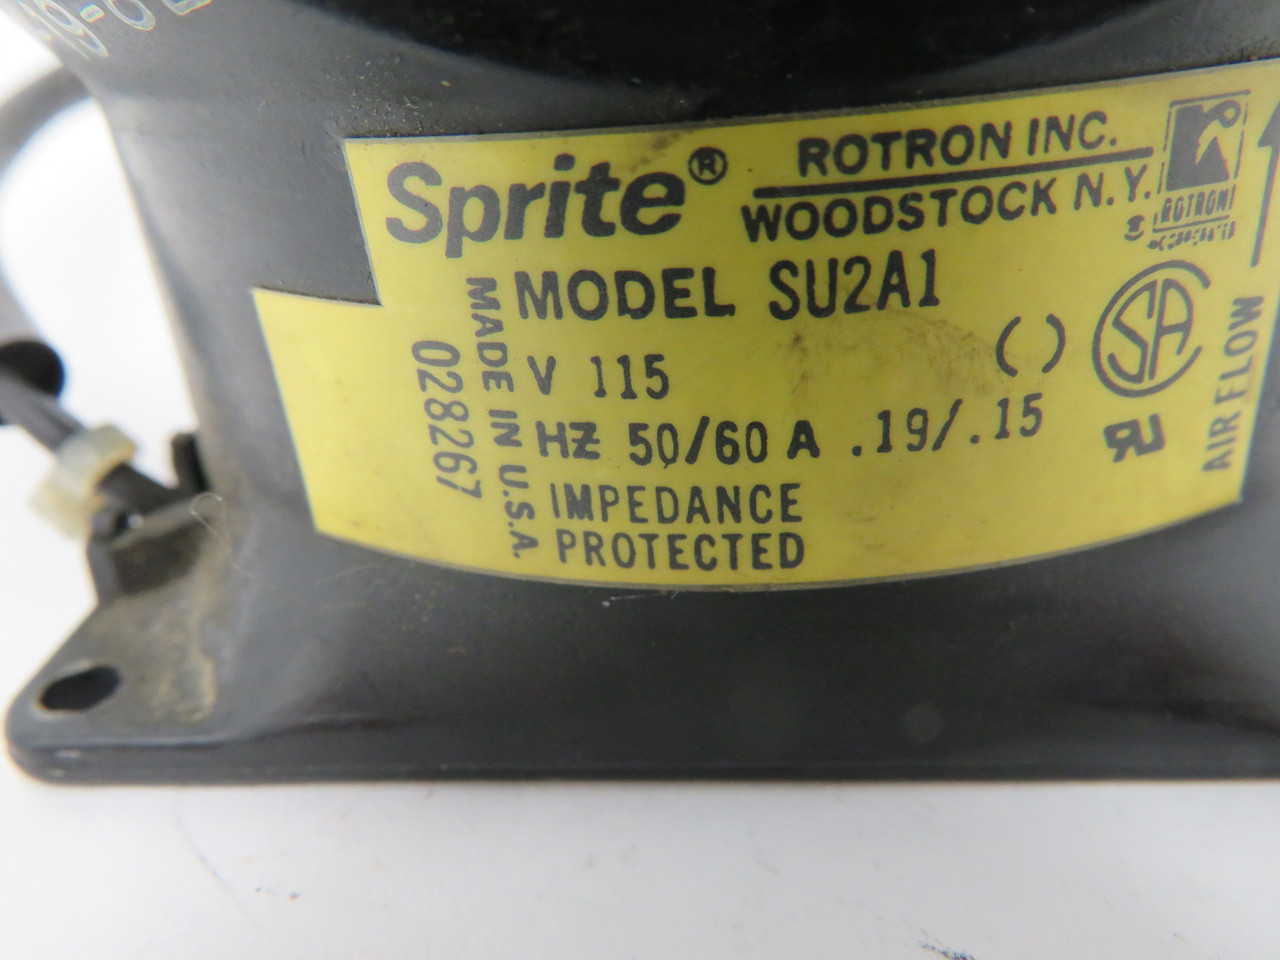 Sprite®
ROTRON INC.
WOODSTOCK N.Y.
ROTRON
MODEL SU2A1
V 115 ( )
HZ 50/60 A .19/.15
IMPEDANCE
PROTECTED
MADE IN U.S.A.
028267
SA
AIR FLOW